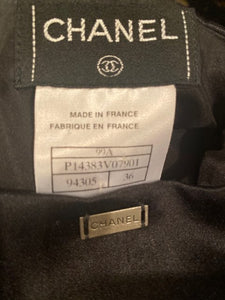 CHANEL
MADE IN FRANCE
FABRIQUE EN FRANCE
99A
P14383V07901
94305 36
CHANEL